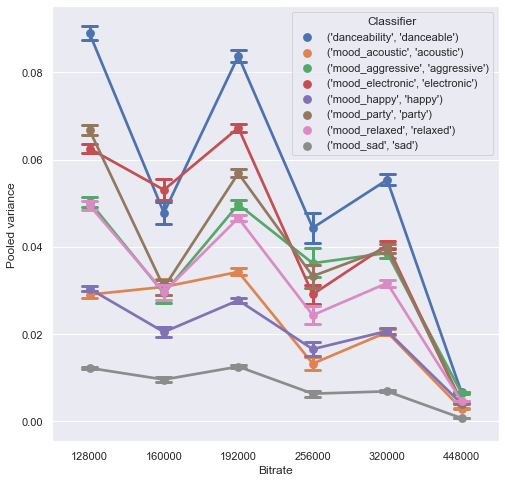 Classifier
('danceability', 'danceable')
('mood_acoustic', 'acoustic')
('mood_aggressive', 'aggressive')
('mood_electronic', 'electronic')
('mood_happy', 'happy')
('mood_party', 'party')
('mood_relaxed', 'relaxed')
('mood_sad', 'sad')
Pooled variance
0.08
0.06
0.04
0.02
0.00
128000 160000 192000 256000 320000 448000
Bitrate